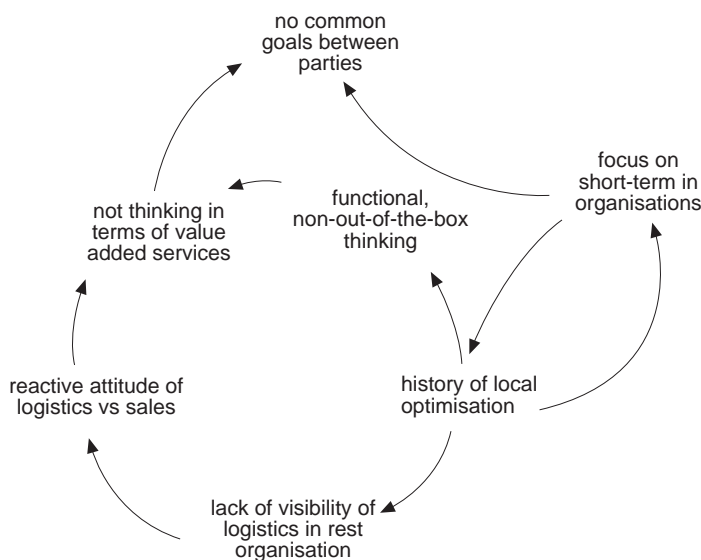 no common
goals between
parties
focus on
short-term in
organisations
functional,
non-out-of-the-box
thinking
not thinking in
terms of value
added services
reactive attitude of
logistics vs sales
history of local
optimisation
lack of visibility of
logistics in rest
organisation